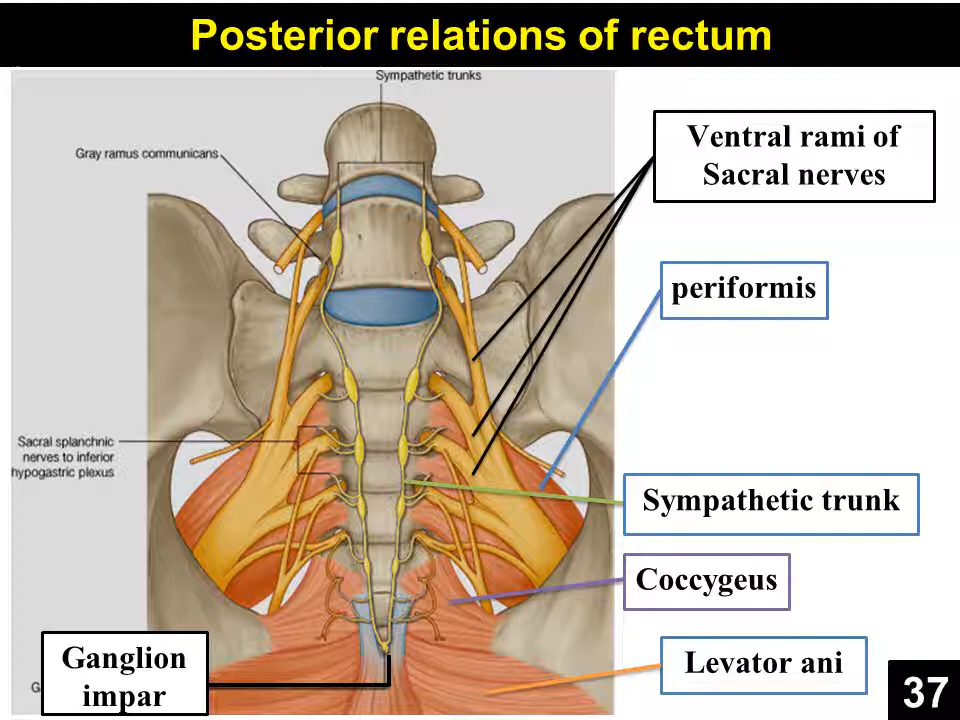 Posterior relations of rectum
Sympathetic trunks
Gray ramus communicans
Ventral rami of
Sacral nerves
periformis
Sacral splanchnic
nerves to inferior
hypogastric plexus
Sympathetic trunk
Coccygeus
Ganglion
impar
Levator ani
37